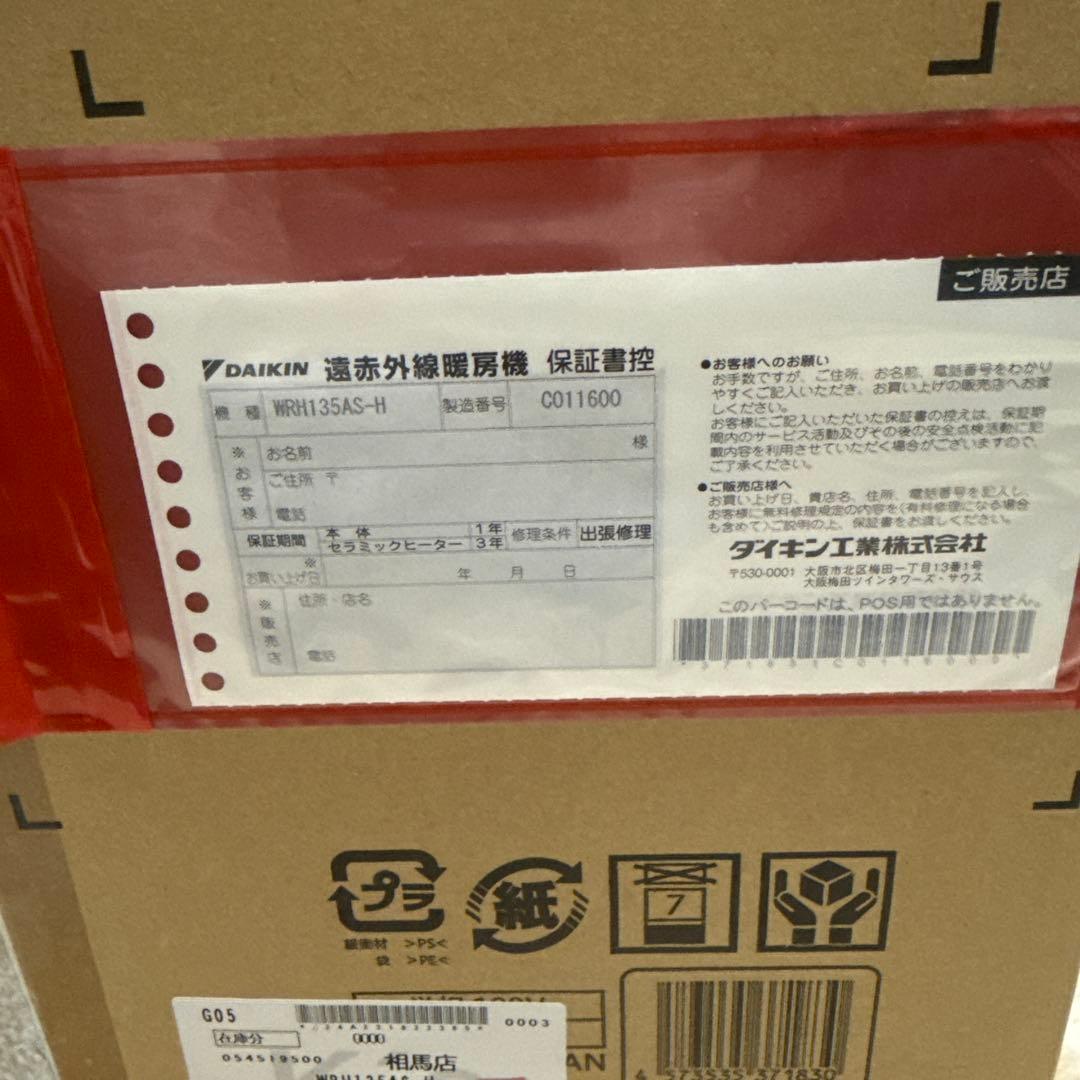 ご販売店
DAIKIN 遠赤外線暖房機 保証書控
機種 WRH135AS-H 製造番号 C011600
※お客様
お名前 様
ご住所 〒
電話
保証期間 本体 1年 セラミックヒーター 3年 修理条件 出張修理
※お買い上げ日 年 月 日
※販売店
住所・店名
電話
●お客様へのお願い
お手数ですが、ご住所、お名前、電話番号をわかり
やすくご記入いただき、お買い上げの販売店へお渡
しください。
お客様にご記入いただいた保証書の控えは、保証期
間内のサービス活動及びその後の安全点検活動に記
載内容を利用させていただく場合がございますので、
ご了承ください。
●ご販売店様へ
お買い上げ日、貴店名、住所、電話番号を記入し、
お客様に無料修理規定の内容を(有料修理になる場合
も含めて)ご説明の上、保証書をお渡しください。
ダイキン工業株式会社
〒530-0001 大阪市北区梅田一丁目13番1号
大阪梅田ツインタワーズ・サウス
このバーコードは、POS用ではありません。
プラ
紙
7
緩衝材 >PS<
袋 >PE<
G05
0003
在庫分 0000
054519500 相馬店
WRH135AS-H
4 573535 371830